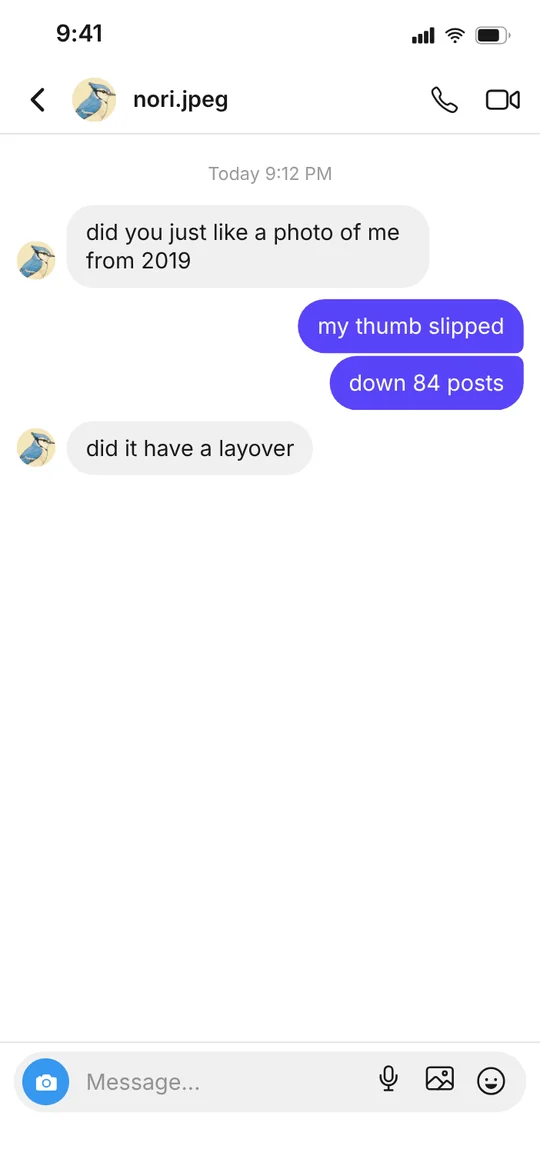 9:41
nori.jpeg
Today 9:12 PM
did you just like a photo of me
from 2019
my thumb slipped
down 84 posts
did it have a layover
Message...